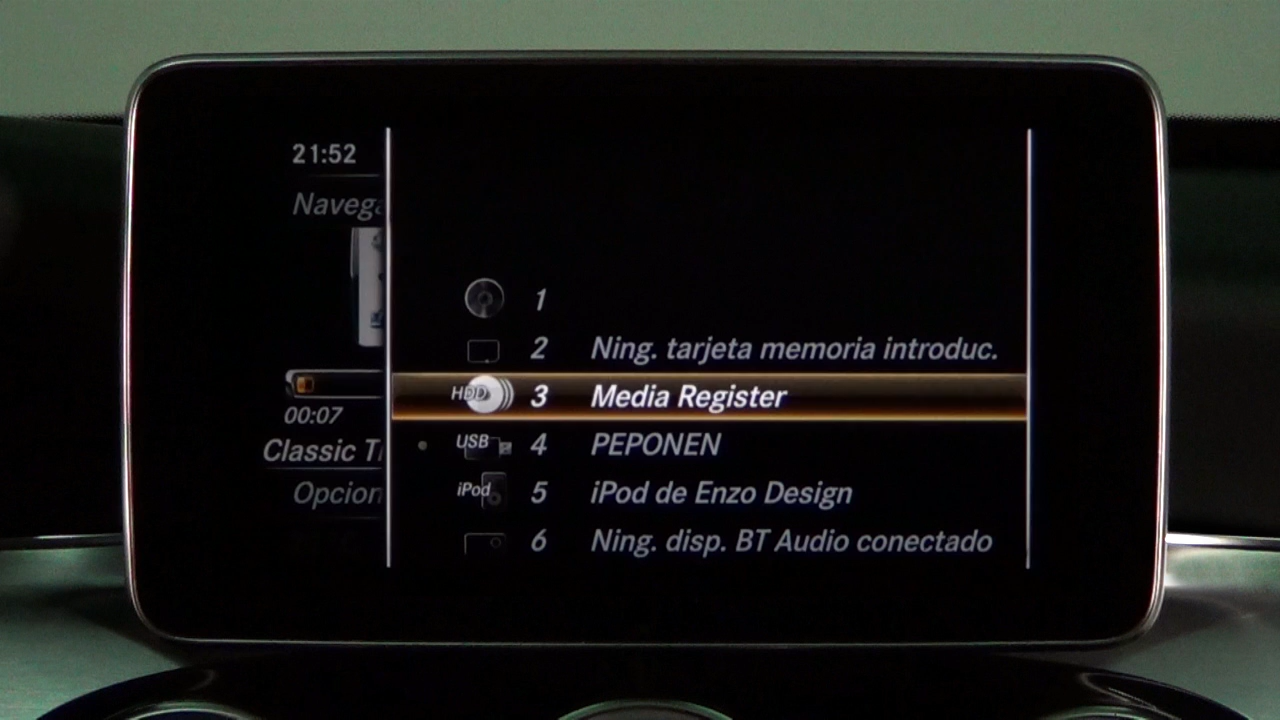 21:52
Navega
1
2 Ning. tarjeta memoria introduc.
HDD 3 Media Register
00:07
USB 4 PEPONEN
Classic T
iPod 5 iPod de Enzo Design
Opcion
6 Ning. disp. BT Audio conectado